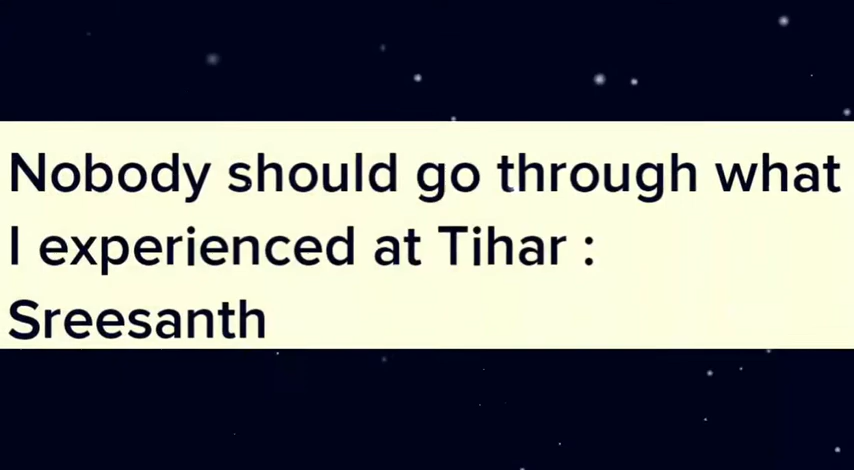 Nobody should go through what
I experienced at Tihar :
Sreesanth